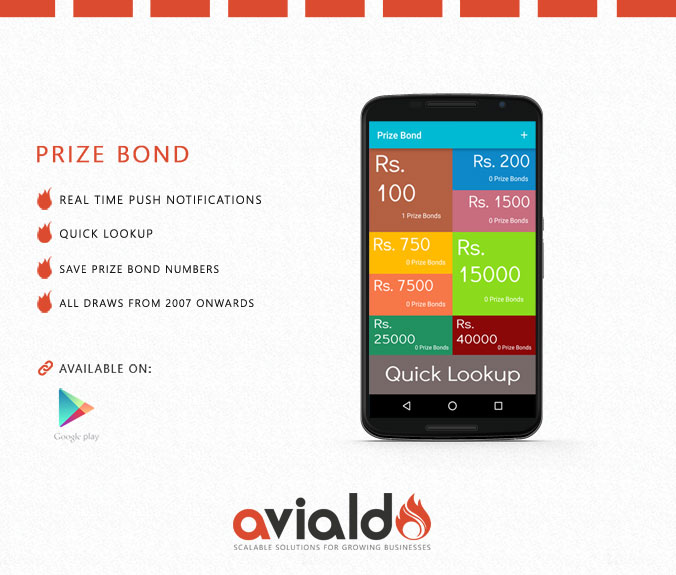 PRIZE BOND
REAL TIME PUSH NOTIFICATIONS
QUICK LOOKUP
SAVE PRIZE BOND NUMBERS
ALL DRAWS FROM 2007 ONWARDS
AVAILABLE ON:
Google play
Prize Bond +
Rs.
100
1 Prize Bonds
Rs. 200
0 Prize Bonds
Rs. 1500
0 Prize Bonds
Rs. 750
0 Prize Bonds
Rs. 7500
0 Prize Bonds
Rs.
15000
0 Prize Bonds
Rs.
25000
0 Prize Bonds
Rs.
40000
0 Prize Bonds
Quick Lookup
avialdo
SCALABLE SOLUTIONS FOR GROWING BUSINESSES